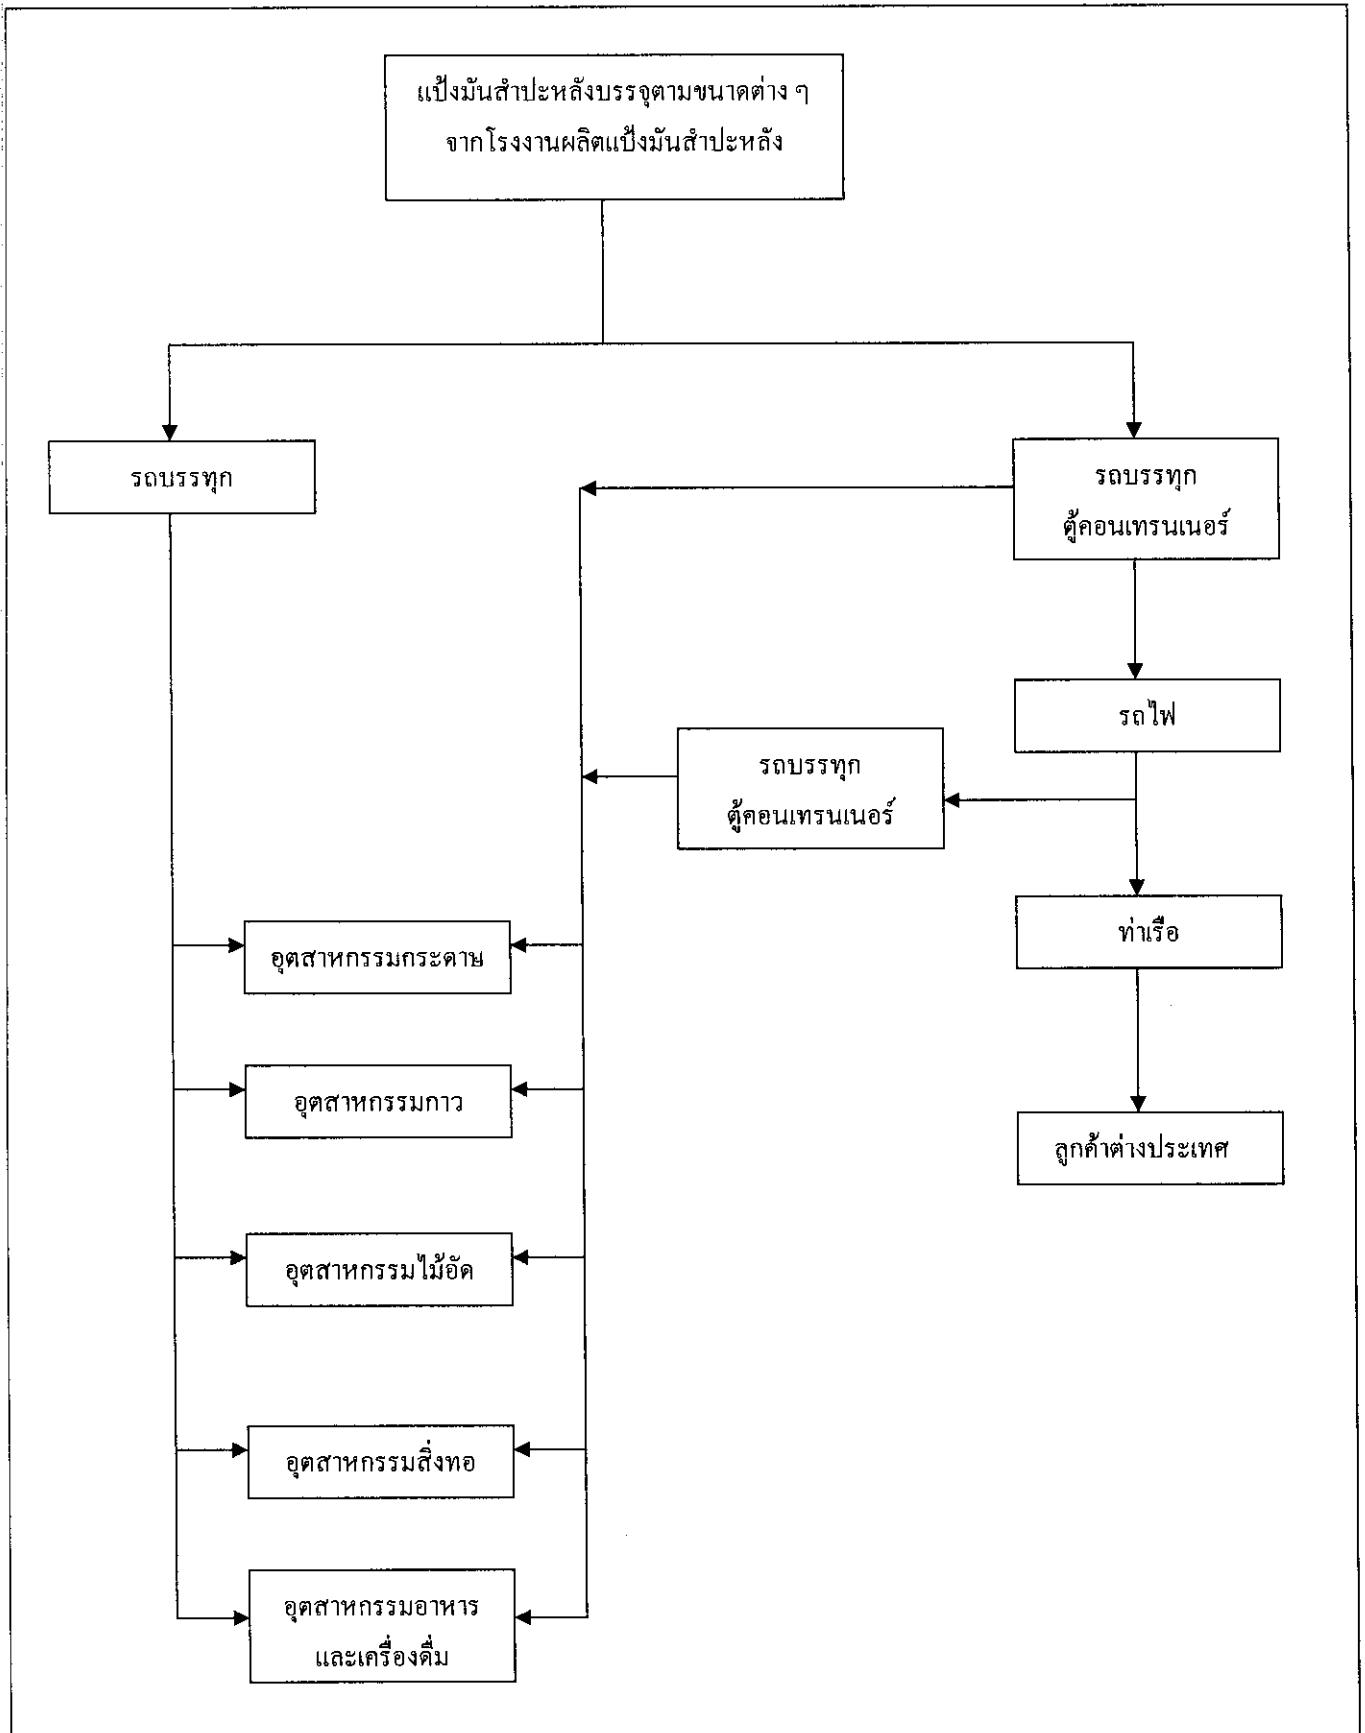 แป้งมันสำปะหลังบรรจุตามขนาดต่าง ๆ
จากโรงงานผลิตแป้งมันสำปะหลัง
รถบรรทุก
รถบรรทุก
ตู้คอนเทรนเนอร์
รถไฟ
รถบรรทุก
ตู้คอนเทรนเนอร์
ท่าเรือ
อุตสาหกรรมกระดาษ
อุตสาหกรรมกาว
ลูกค้าต่างประเทศ
อุตสาหกรรมไม้อัด
อุตสาหกรรมสิ่งทอ
อุตสาหกรรมอาหาร
และเครื่องดื่ม